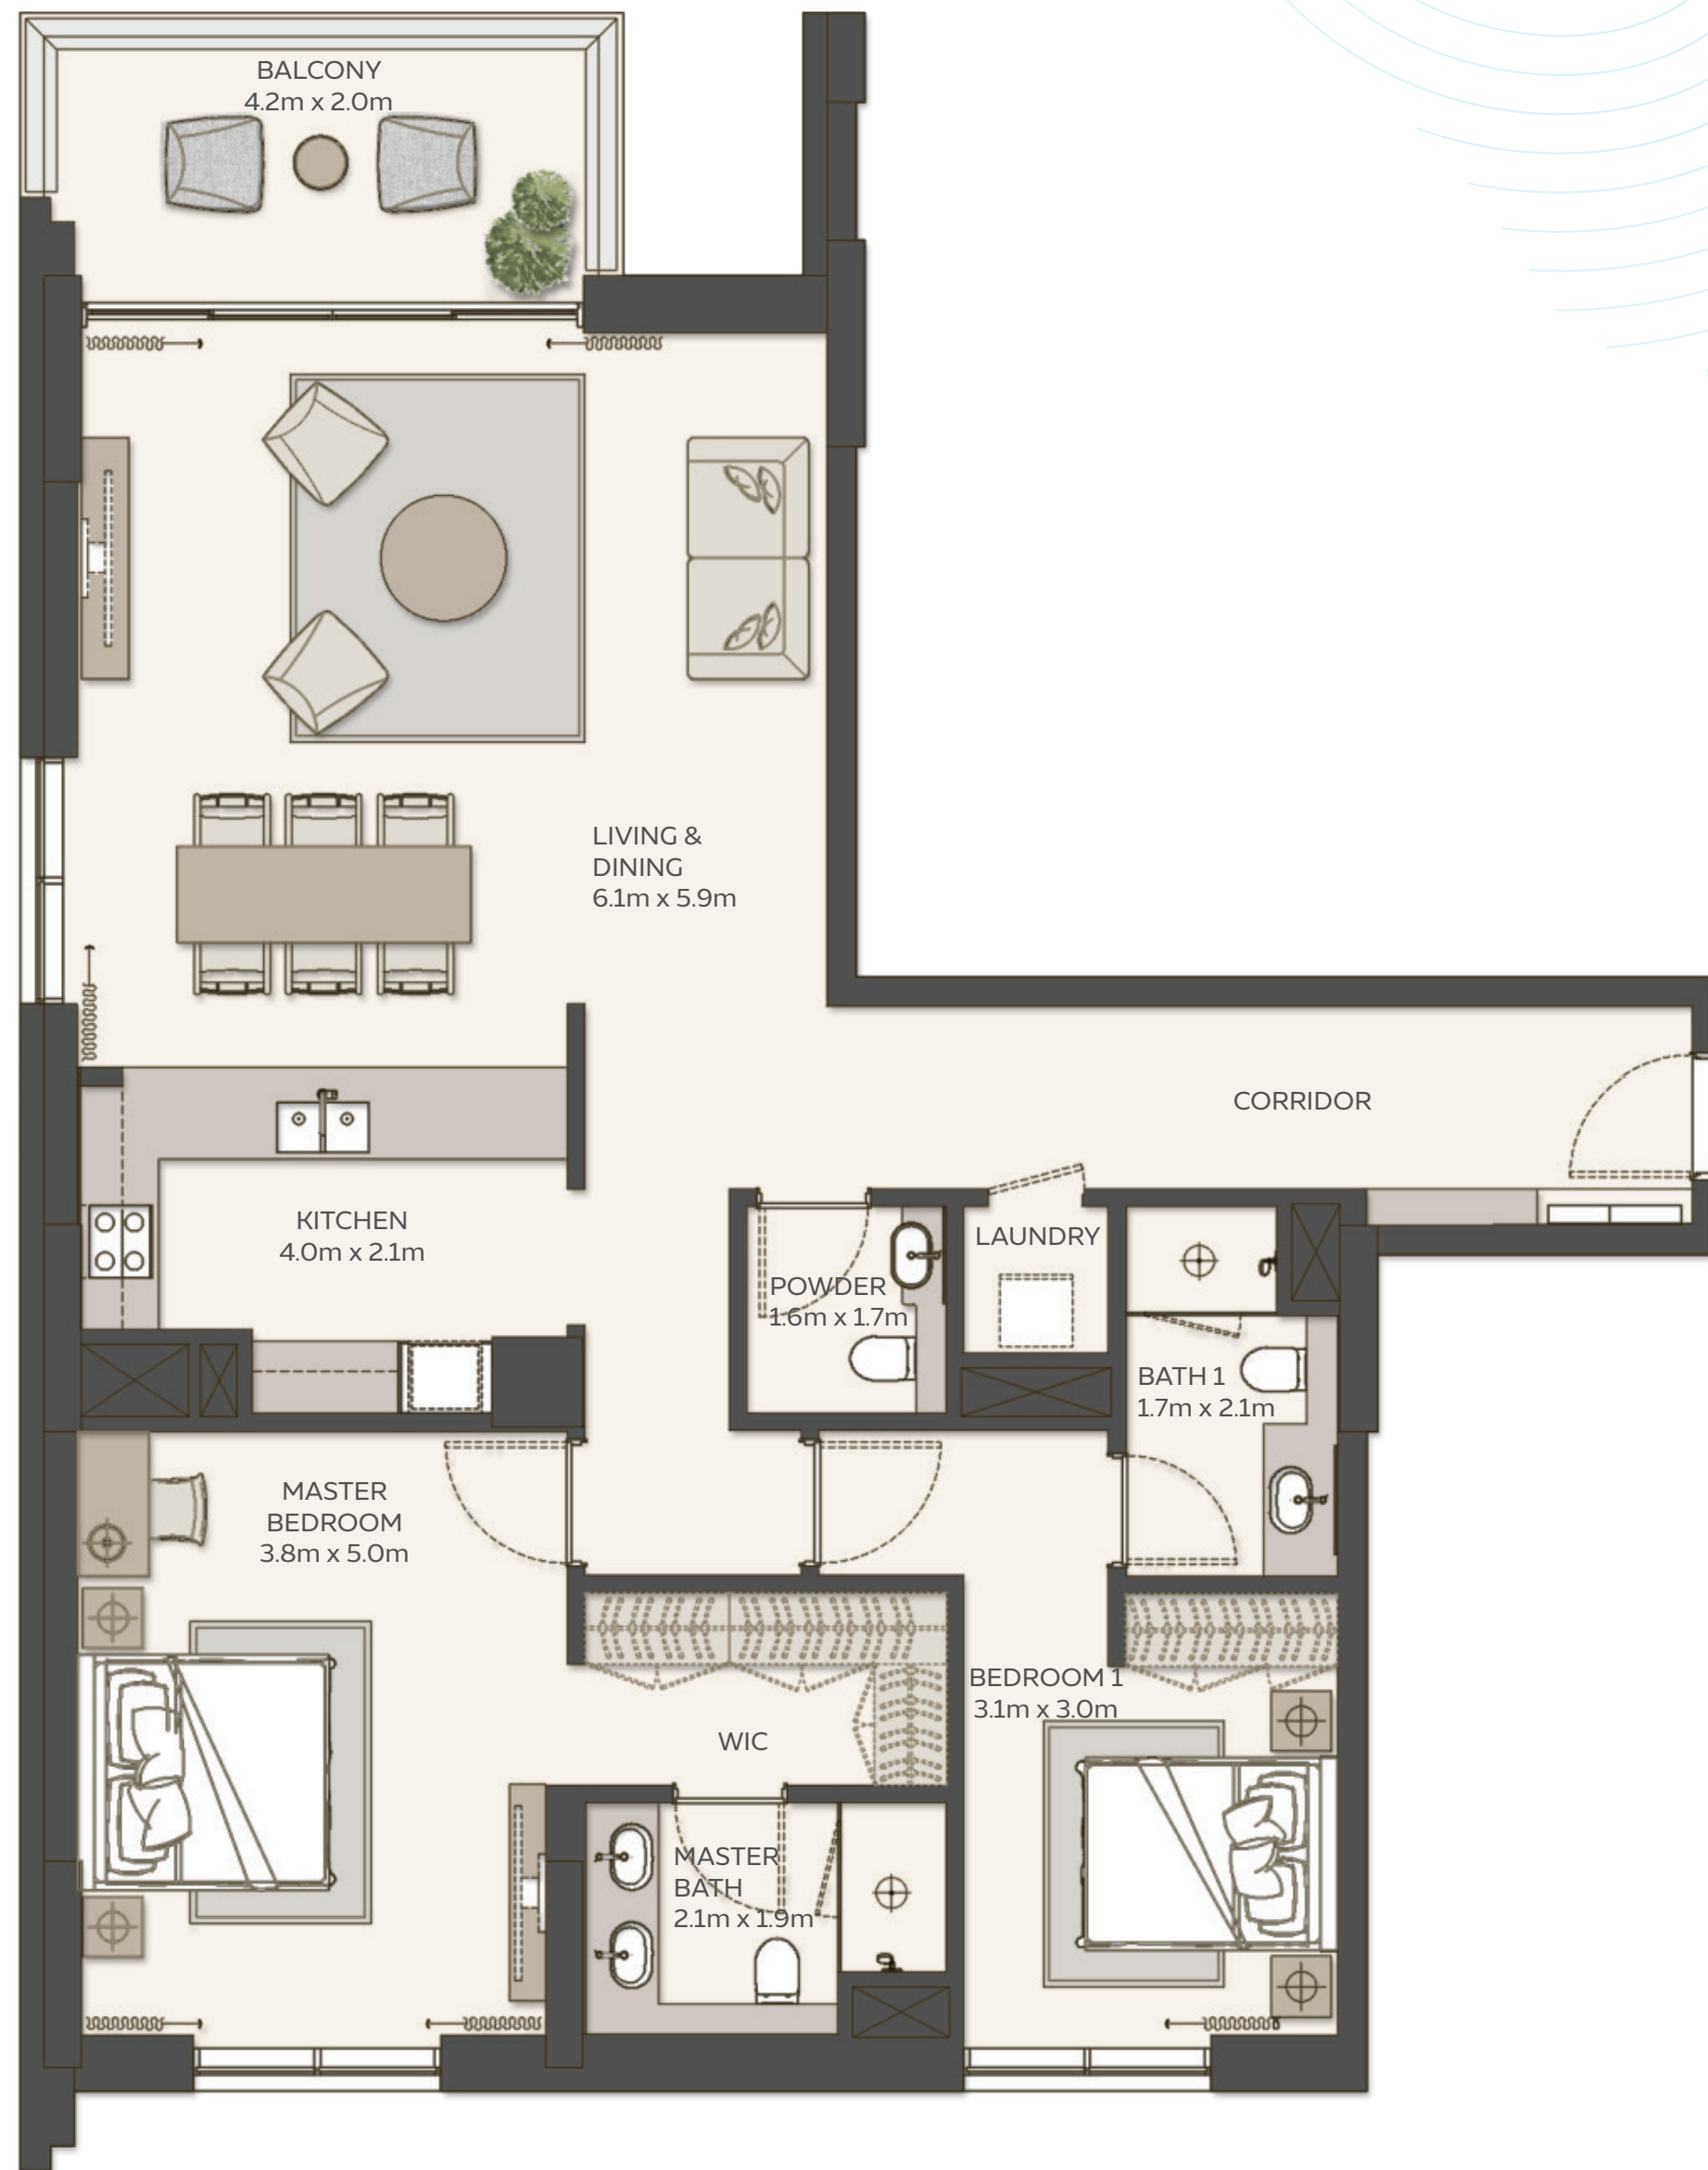 BALCONY
4.2m x 2.0m
LIVING &
DINING
6.1m x 5.9m
CORRIDOR
KITCHEN
4.0m x 2.1m
LAUNDRY
POWDER
1.6m x 1.7m
BATH 1
1.7m x 2.1m
MASTER
BEDROOM
3.8m x 5.0m
BEDROOM 1
3.1m x 3.0m
WIC
MASTER
BATH
2.1m x 1.9m